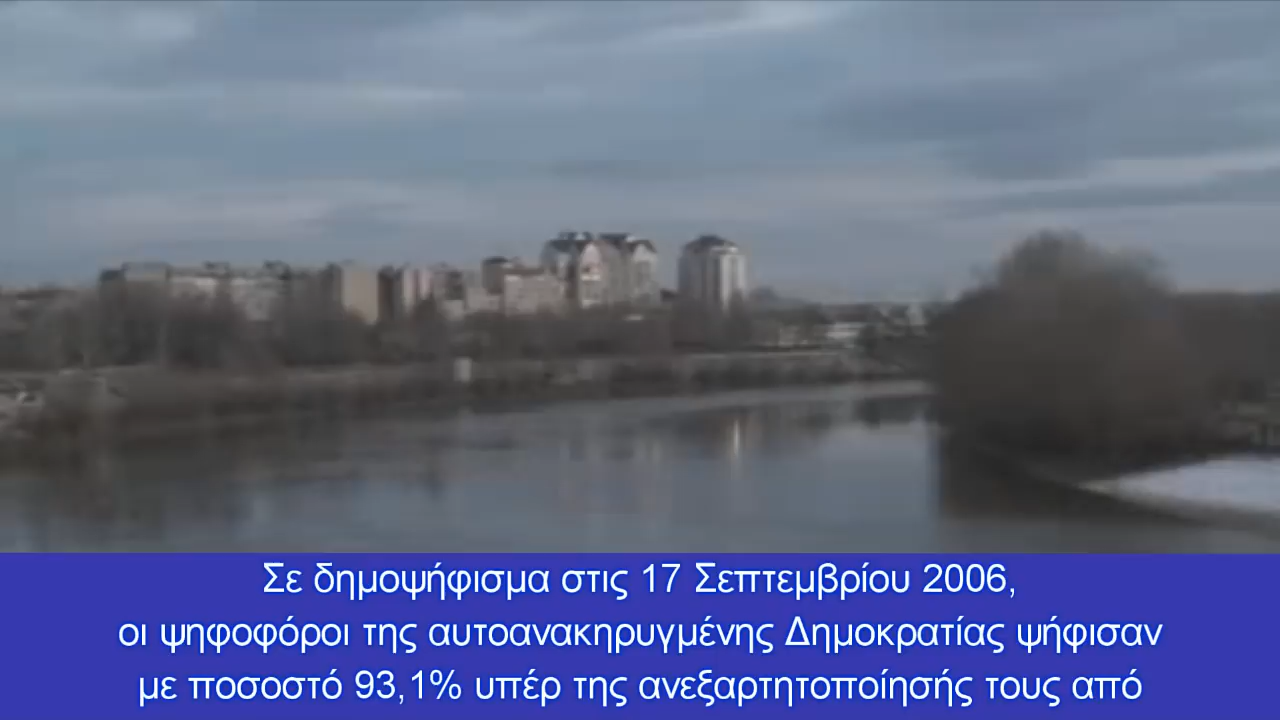 Σε δημοψήφισμα στις 17 Σεπτεμβρίου 2006,
οι ψηφοφόροι της αυτοανακηρυγμένης Δημοκρατίας ψήφισαν
με ποσοστό 93,1% υπέρ της ανεξαρτητοποίησής τους από